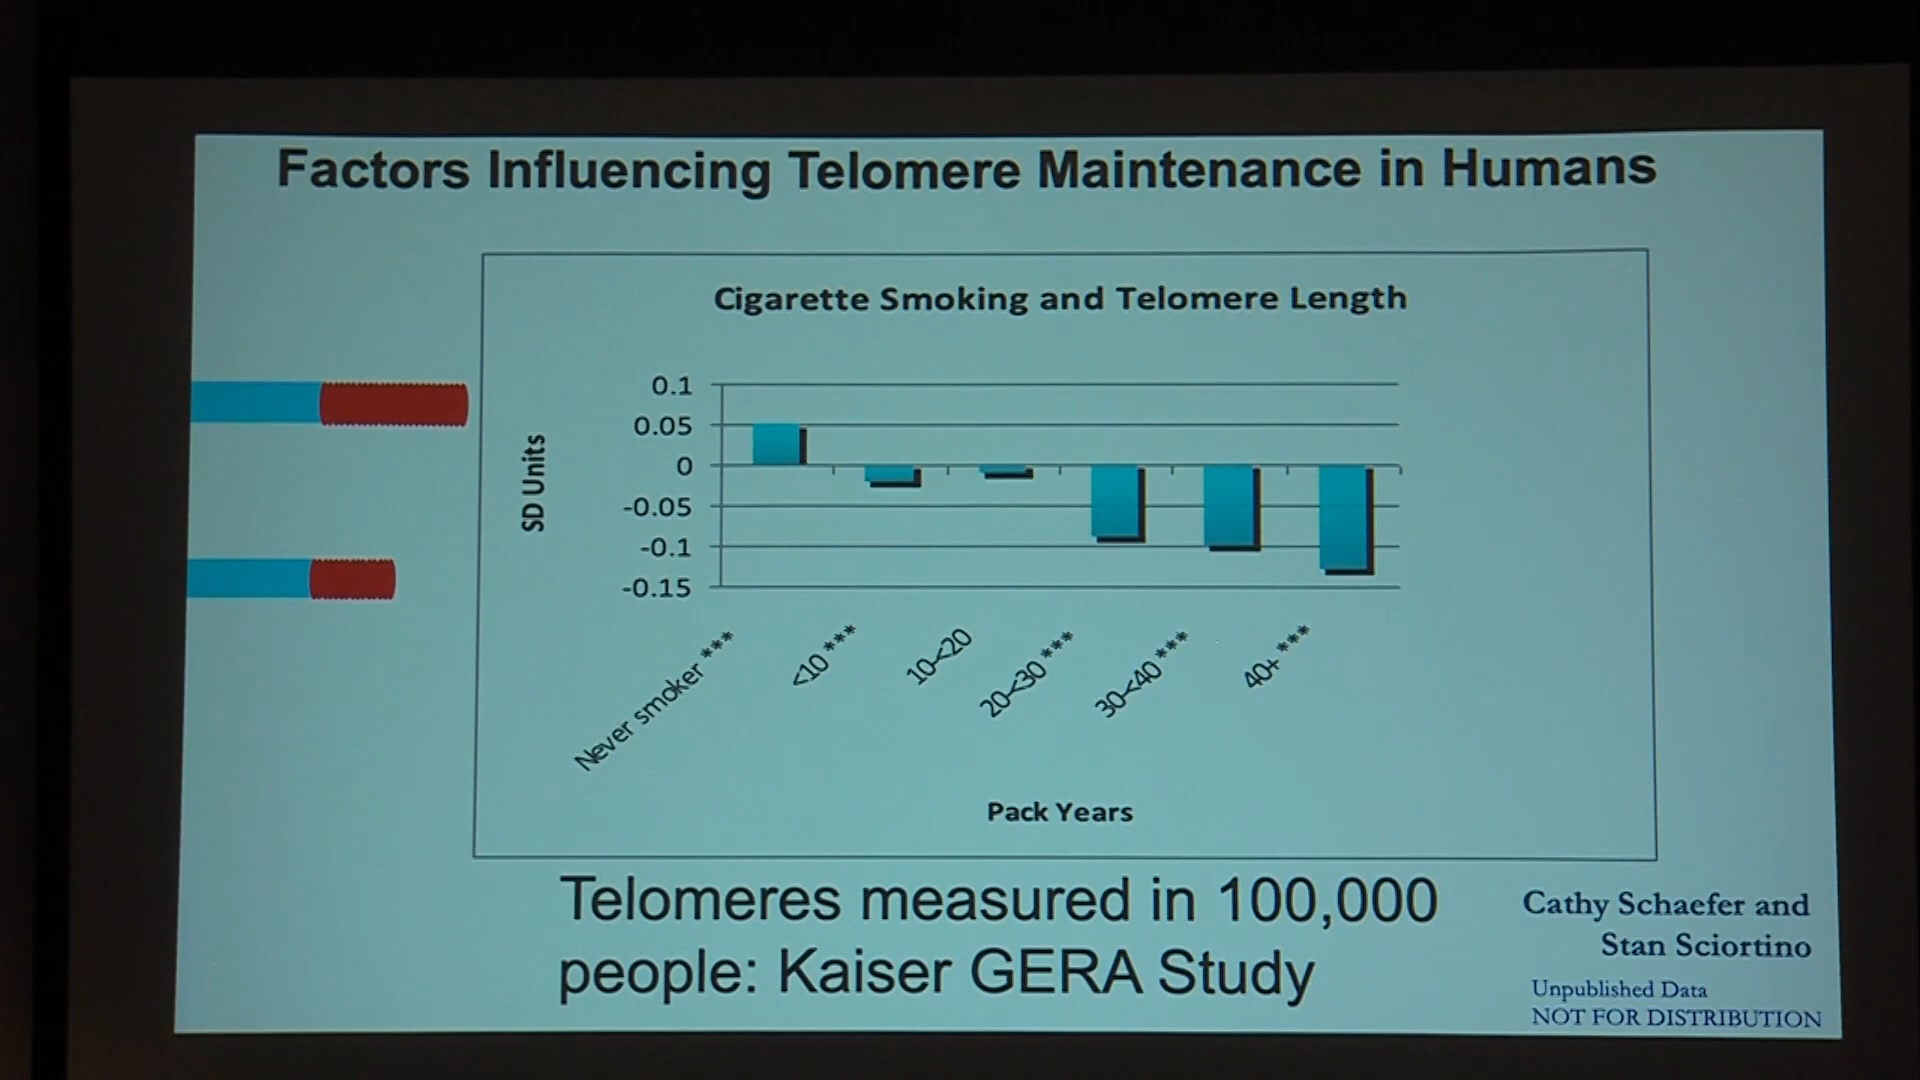 Factors Influencing Telomere Maintenance in Humans
Cigarette Smoking and Telomere Length
SD Units
0.1
0.05
0
-0.05
-0.1
-0.15
Never smoker ***
<10 ***
10-<20
20-<30 ***
30-<40 ***
40+ ***
Pack Years
Telomeres measured in 100,000
people: Kaiser GERA Study
Cathy Schaefer and
Stan Sciortino
Unpublished Data
NOT FOR DISTRIBUTION